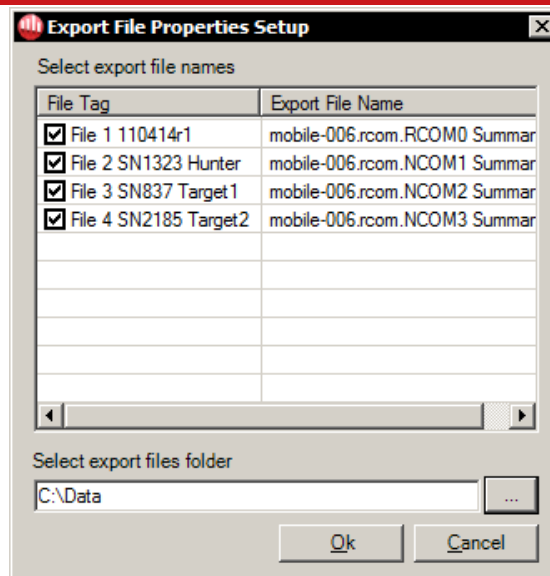 Export File Properties Setup
Select export file names
File Tag Export File Name
File 1 110414r1 mobile-006.rcom.RCOM0 Summar
File 2 SN1323 Hunter mobile-006.rcom.NCOM1 Summar
File 3 SN837 Target1 mobile-006.rcom.NCOM2 Summar
File 4 SN2185 Target2 mobile-006.rcom.NCOM3 Summar
Select export files folder
C:\Data ...
Ok Cancel